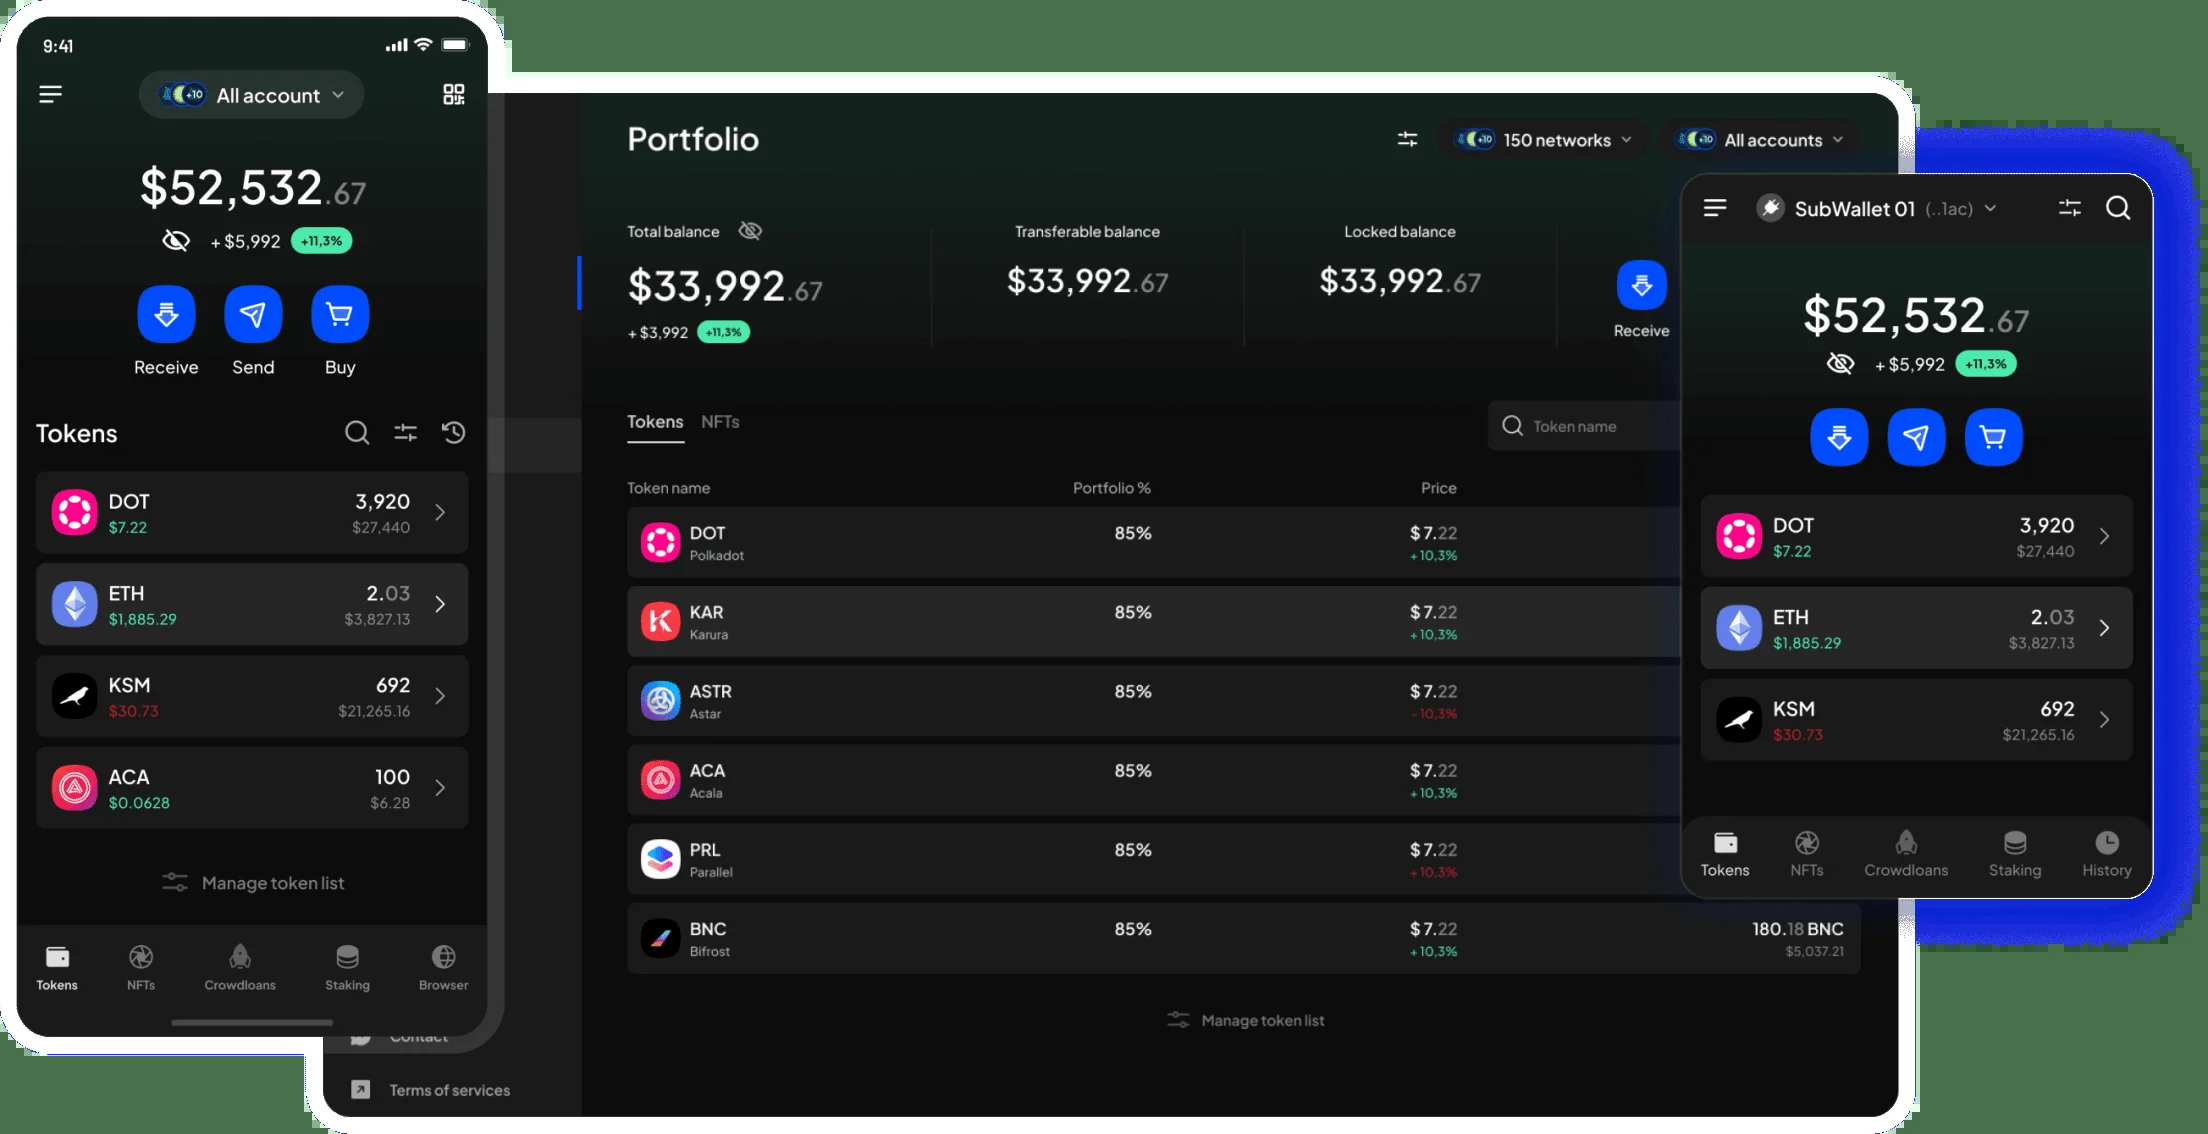 9:41
+10 All account
$52,532.67
+ $5,992 +11,3%
Receive Send Buy
Tokens
DOT 3,920
$7.22 $27,440
ETH 2.03
$1,885.29 $3,827.13
KSM 692
$30.73 $21,265.16
ACA 100
$0.0628 $6.28
Manage token list
Tokens NFTs Crowdloans Staking Browser
Contact
Terms of services
Portfolio
+10 150 networks +10 All accounts
Total balance Transferable balance Locked balance
$33,992.67 $33,992.67 $33,992.67
+ $3,992 +11,3%
Receive
Tokens NFTs
Token name
Token name Portfolio % Price
DOT 85% $7.22
Polkadot +10,3%
KAR 85% $7.22
Karura +10,3%
ASTR 85% $7.22
Astar -10,3%
ACA 85% $7.22
Acala +10,3%
PRL 85% $7.22
Parallel +10,3%
BNC 85% $7.22 180.18 BNC
Bifrost +10,3% $5,037.21
Manage token list
SubWallet 01 (..1ac)
$52,532.67
+ $5,992 +11,3%
DOT 3,920
$7.22 $27,440
ETH 2.03
$1,885.29 $3,827.13
KSM 692
$30.73 $21,265.16
Tokens NFTs Crowdloans Staking History